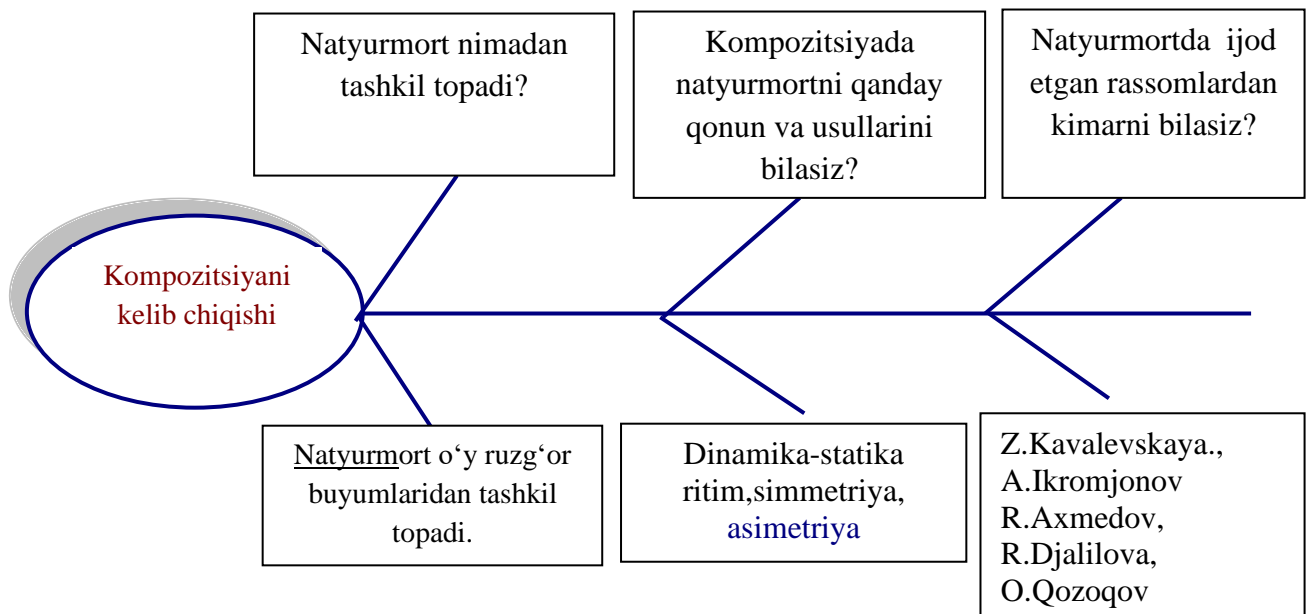 Natyurmort nimadan
tashkil topadi?
Kompozitsiyada
natyurmortni qanday
qonun va usullarini
bilasiz?
Natyurmortda ijod
etgan rassomlardan
kimarni bilasiz?
Kompozitsiyani
kelib chiqishi
Natyurmort o‘y ruzg‘or
buyumlaridan tashkil
topadi.
Dinamika-statika
ritim,simmetriya,
asimetriya
Z.Kavalevskaya.,
A.Ikromjonov
R.Axmedov,
R.Djalilova,
O.Qozoqov